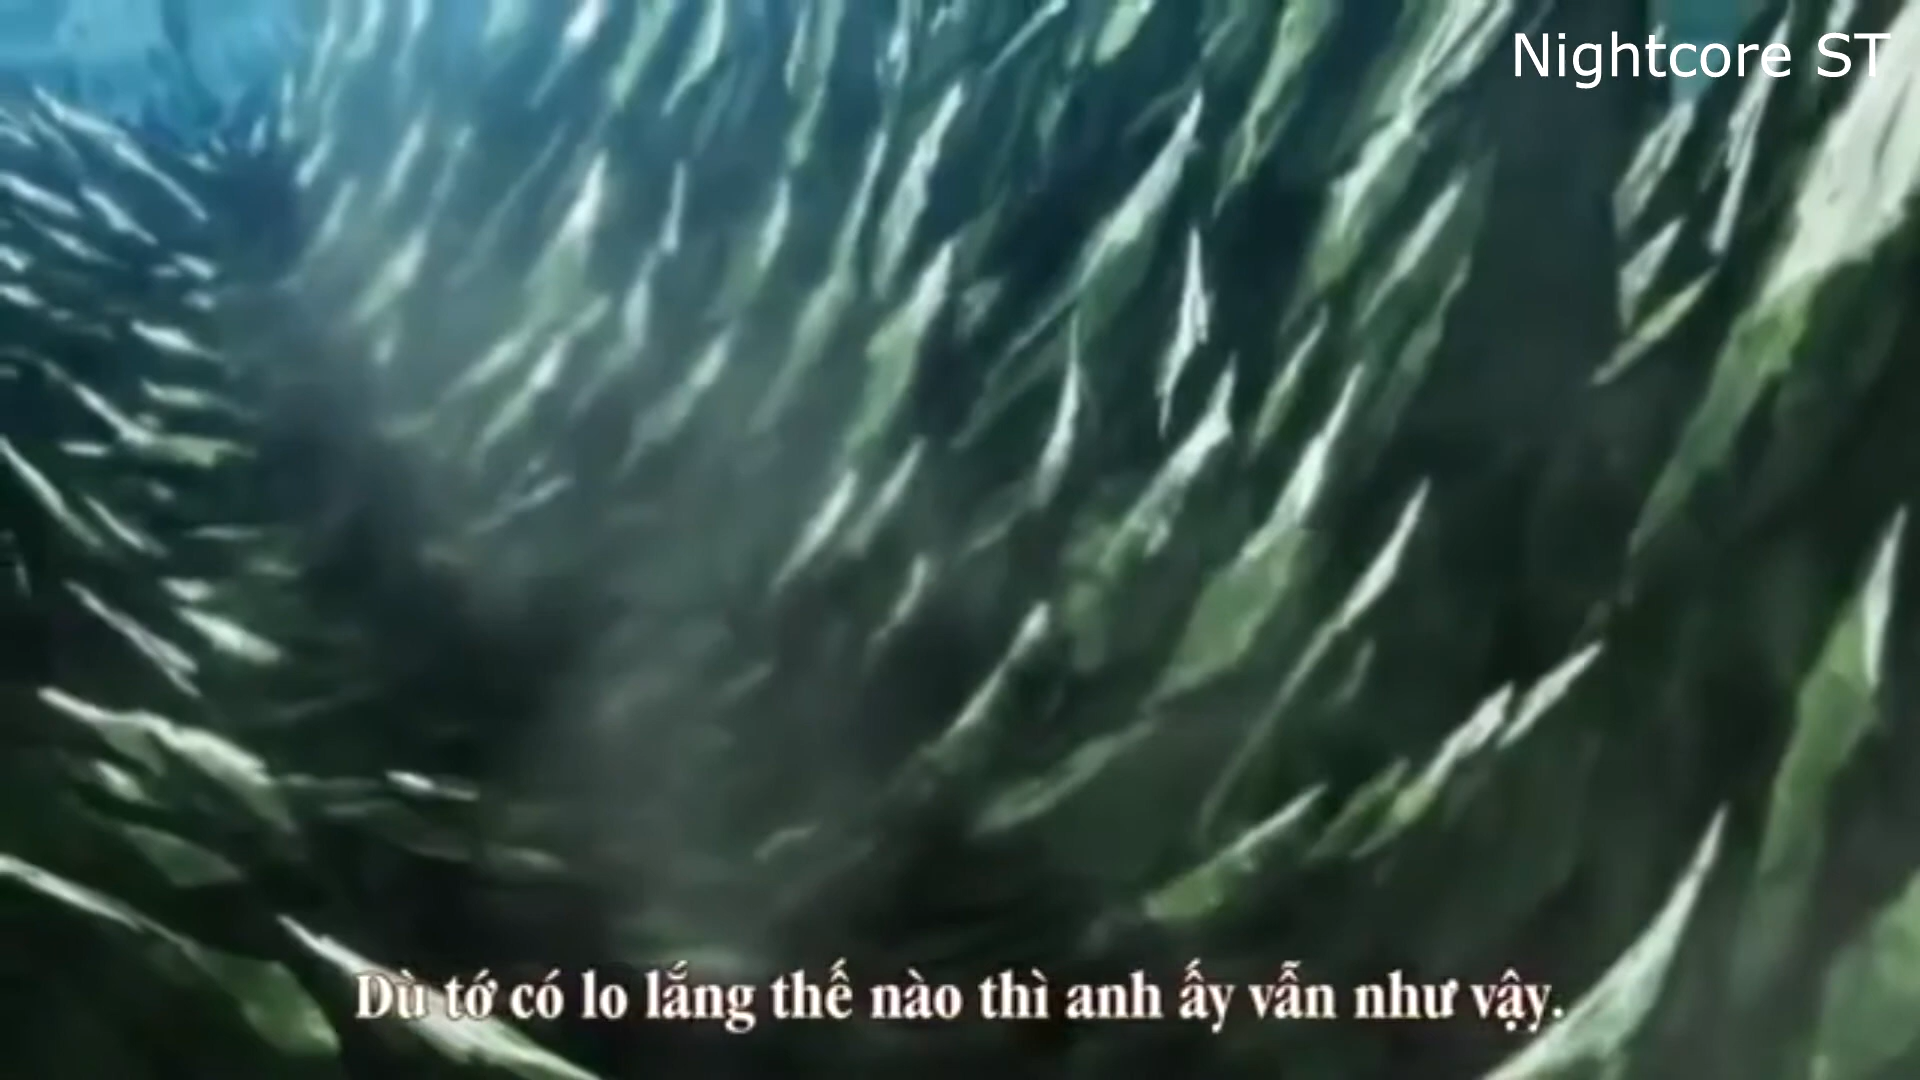 Nightcore ST
Dù tớ có lo lắng thế nào thì anh ấy vẫn như vậy.